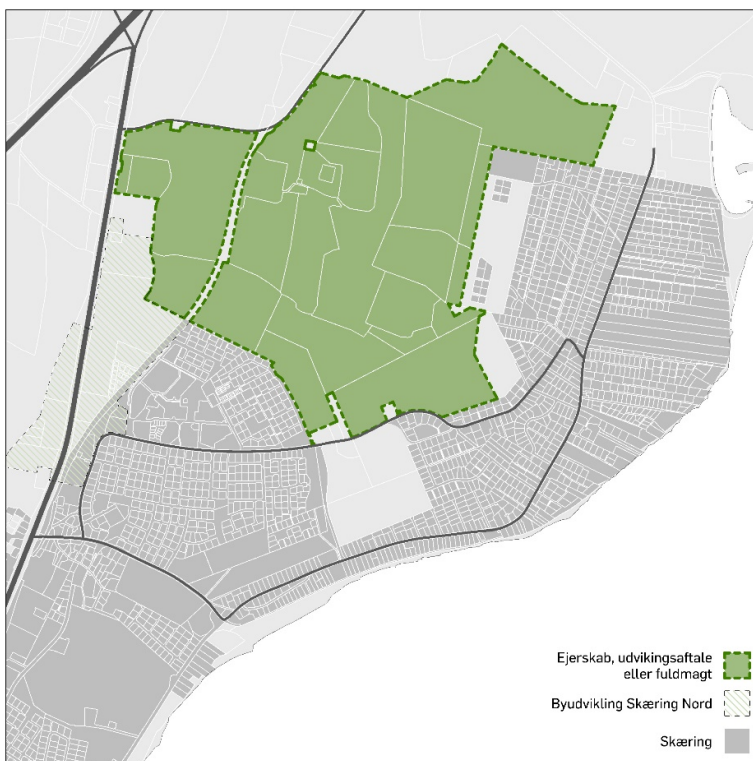 Ejerskab, udvikingsaftale
eller fuldmagt
Byudvikling Skæring Nord
Skæring